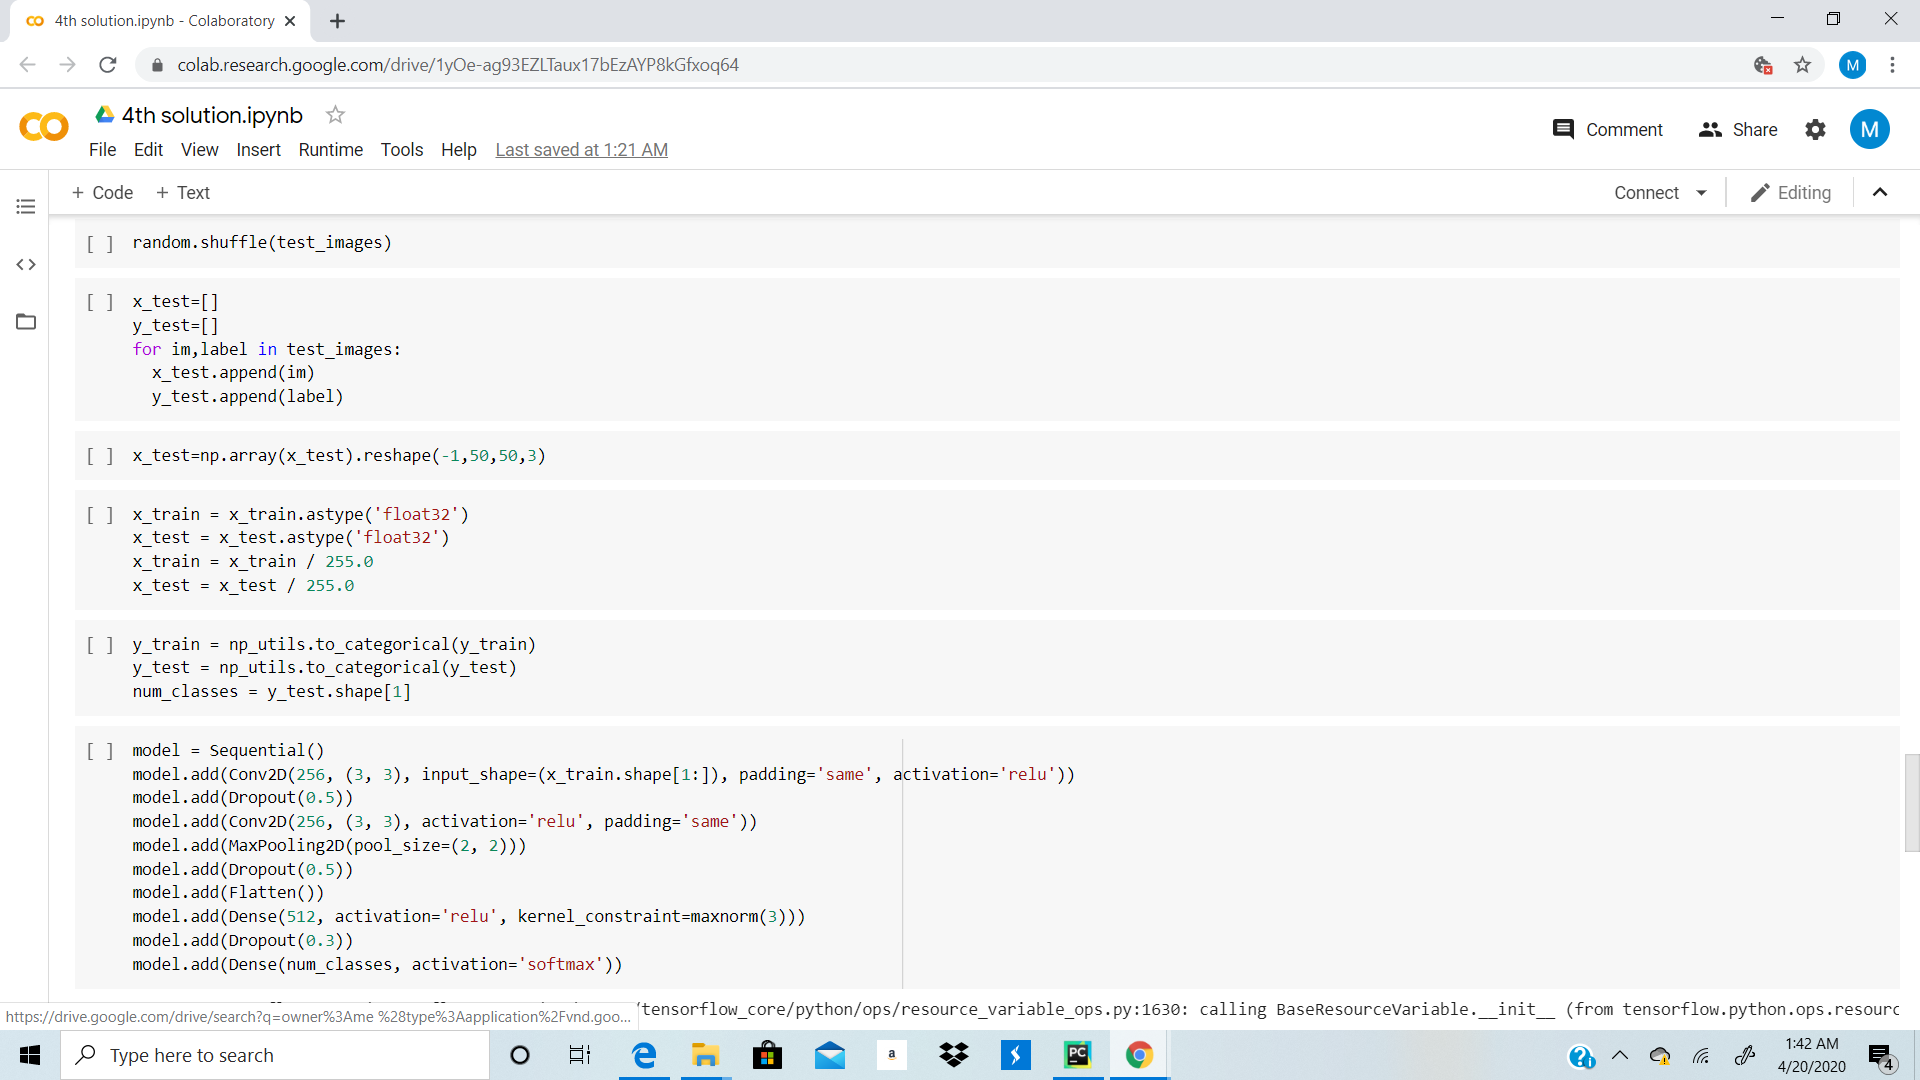 4th solution.ipynb - Colaboratory
colab.research.google.com/drive/1yOe-ag93EZLTaux17bEzAYP8kGfxoq64
M
4th solution.ipynb
Comment
Share
M
File Edit View Insert Runtime Tools Help Last saved at 1:21 AM
+ Code + Text
Connect
Editing
[ ] random.shuffle(test_images)
[ ] x_test=[]
y_test=[]
for im,label in test_images:
x_test.append(im)
y_test.append(label)
[ ] x_test=np.array(x_test).reshape(-1,50,50,3)
[ ] x_train = x_train.astype('float32')
x_test = x_test.astype('float32')
x_train = x_train / 255.0
x_test = x_test / 255.0
[ ] y_train = np_utils.to_categorical(y_train)
y_test = np_utils.to_categorical(y_test)
num_classes = y_test.shape[1]
[ ] model = Sequential()
model.add(Conv2D(256, (3, 3), input_shape=(x_train.shape[1:]), padding='same', activation='relu'))
model.add(Dropout(0.5))
model.add(Conv2D(256, (3, 3), activation='relu', padding='same'))
model.add(MaxPooling2D(pool_size=(2, 2)))
model.add(Dropout(0.5))
model.add(Flatten())
model.add(Dense(512, activation='relu', kernel_constraint=maxnorm(3)))
model.add(Dropout(0.3))
model.add(Dense(num_classes, activation='softmax'))
/tensorflow_core/python/ops/resource_variable_ops.py:1630: calling BaseResourceVariable.__init__ (from tensorflow.python.ops.resourc
https://drive.google.com/drive/search?q=owner%3Ame %28type%3Aapplication%2Fvnd.goo...
Type here to search
a
PC
1:42 AM
4/20/2020
4